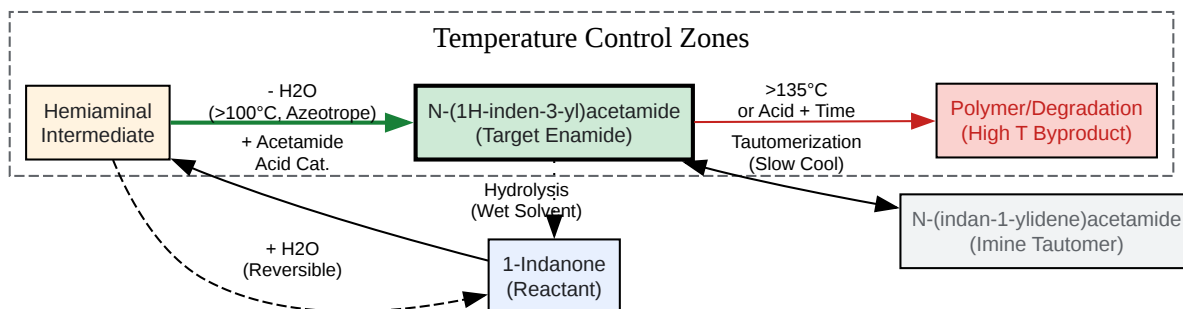 Temperature Control Zones
Hemiaminal
Intermediate
- H2O
(>100°C, Azeotrope)
+ Acetamide
Acid Cat.
N-(1H-inden-3-yl)acetamide
(Target Enamide)
>135°C
or Acid + Time
Tautomerization
(Slow Cool)
Polymer/Degradation
(High T Byproduct)
Hydrolysis
(Wet Solvent)
N-(indan-1-ylidene)acetamide
(Imine Tautomer)
+ H2O
(Reversible)
1-Indanone
(Reactant)